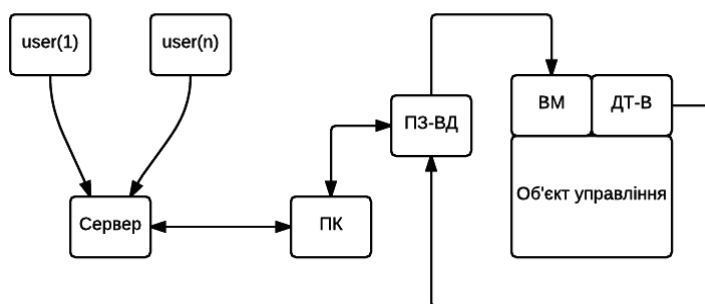 user(1)
user(n)
ВМ
ДТ-В
ПЗ-ВД
Об'єкт управління
Сервер
ПК